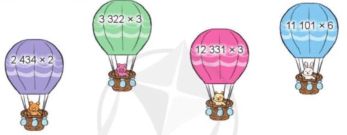 2 434 × 2
3 322 × 3
12 331 × 3
11 101 × 6